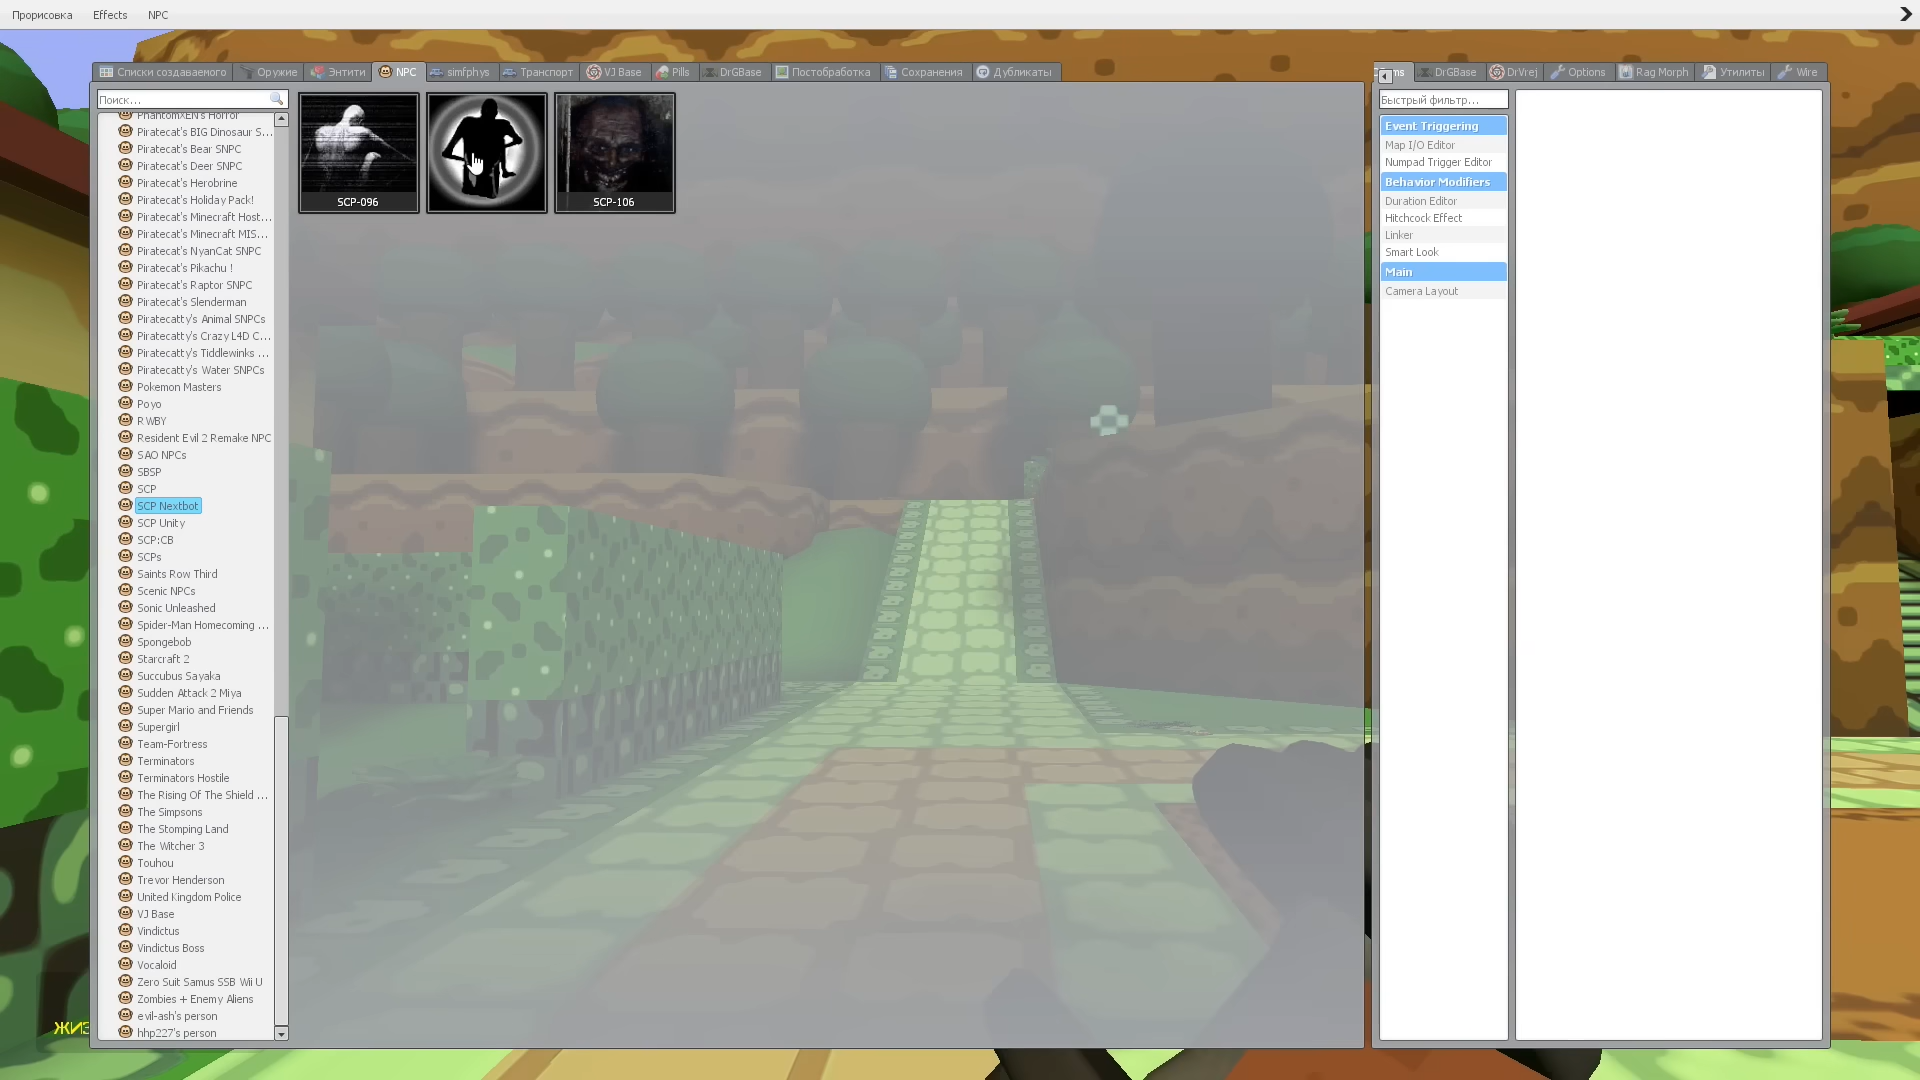 Прорисовка Effects NPC
Списки создаваемого Оружие Энтити NPC simfphys Транспорт VJ Base Pills DrGBase Постобработка Сохранения Дубликаты
DrGBase DrVrej Options Rag Morph Утилиты Wire
Поиск...
PhantomXEN's Horror
Piratecat's BIG Dinosaur S...
Piratecat's Bear SNPC
Piratecat's Deer SNPC
Piratecat's Herobrine
Piratecat's Holiday Pack!
Piratecat's Minecraft Host...
Piratecat's Minecraft MIS...
Piratecat's NyanCat SNPC
Piratecat's Pikachu !
Piratecat's Raptor SNPC
Piratecat's Slenderman
Piratecatty's Animal SNPCs
Piratecatty's Crazy L4D C...
Piratecatty's Tiddlewinks ...
Piratecatty's Water SNPCs
Pokemon Masters
Poyo
RWBY
Resident Evil 2 Remake NPC
SAO NPCs
SBSP
SCP
SCP Nextbot
SCP Unity
SCP:CB
SCPs
Saints Row Third
Scenic NPCs
Sonic Unleashed
Spider-Man Homecoming ...
Spongebob
Starcraft 2
Succubus Sayaka
Sudden Attack 2 Miya
Super Mario and Friends
Supergirl
Team-Fortress
Terminators
Terminators Hostile
The Rising Of The Shield ...
The Simpsons
The Stomping Land
The Witcher 3
Touhou
Trevor Henderson
United Kingdom Police
VJ Base
Vindictus
Vindictus Boss
Vocaloid
Zero Suit Samus SSB Wii U
Zombies + Enemy Aliens
evil-ash's person
hhp227's person
SCP-096
SCP-106
Быстрый фильтр...
Event Triggering
Map I/O Editor
Numpad Trigger Editor
Behavior Modifiers
Duration Editor
Hitchcock Effect
Linker
Smart Look
Main
Camera Layout